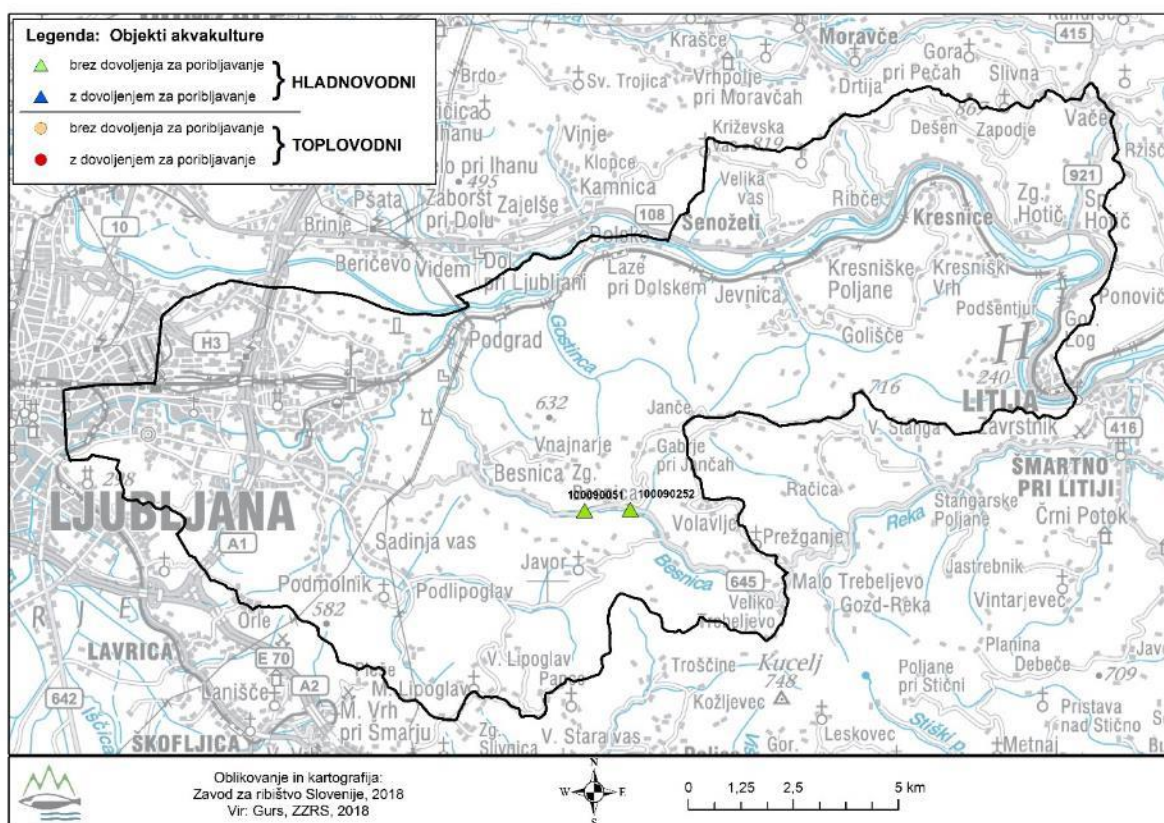 Legenda: Objekti akvakulture
brez dovoljenja za poribljavanje
z dovoljenjem za poribljavanje
HLADNOVODNI
brez dovoljenja za poribljavanje
z dovoljenjem za poribljavanje
TOPLOVODNI
Moravče
415
Krašče
Gora
pri Pečah
Slivna
Brdo
Sv. Trojica
Vrhpolje
pri Moravčah
Drtija
Vače
Križevska
819
Dešen
Zapodje
Vinje
Klopce
Kamnica
Velika
vas
Ribče
Zg.
Hotič
921
495
Zaboršt
pri Dolu
Zajelše
108
Senožeti
Kresnice
Pšata
Brinje
10
Beričevo
Videm
Dol
pri Ljubljani
Laze
pri Dolskem
Jevnica
Kresniške
Poljane
Kresniški
Vrh
Podšentjur
Ponoviče
Golišče
H3
Podgrad
Gostinca
H
240
LITIJA
716
632
Janče
V. Štanga
Zavrstnik
416
Vnajnarje
Gabrje
pri Jančah
ŠMARTNO
PRI LITIJI
Besnica
Zg.
Račica
Štangarske
Poljane
100090051
100090252
298
LJUBLJANA
Volavlje
Reka
Črni Potok
A1
Sadinja vas
Prežganje
Javor
Besnica
645
Jastrebnik
Podmolnik
Podlipoglav
Malo Trebeljevo
Veliko
Trebeljevo
Gozd-Reka
Vintarjevec
582
Orle
LAVRICA
E 70
Planina
Debeče
V. Lipoglav
Pance
Troščine
Kucelj
748
Poljane
pri Stični
709
642
Lanišče
A2
M. Lipoglav
Kožljevec
Iščica
M. Vrh
pri Šmarju
Pristava
nad Stično
ŠKOFLJICA
Zg.
Slivnica
V. Stara vas
Gor.
Leskovec
Metnaj
Oblikovanje in kartografija:
Zavod za ribištvo Slovenije, 2018
Vir: Gurs, ZZRS, 2018
N
W
E
S
0
1,25
2,5
5 km